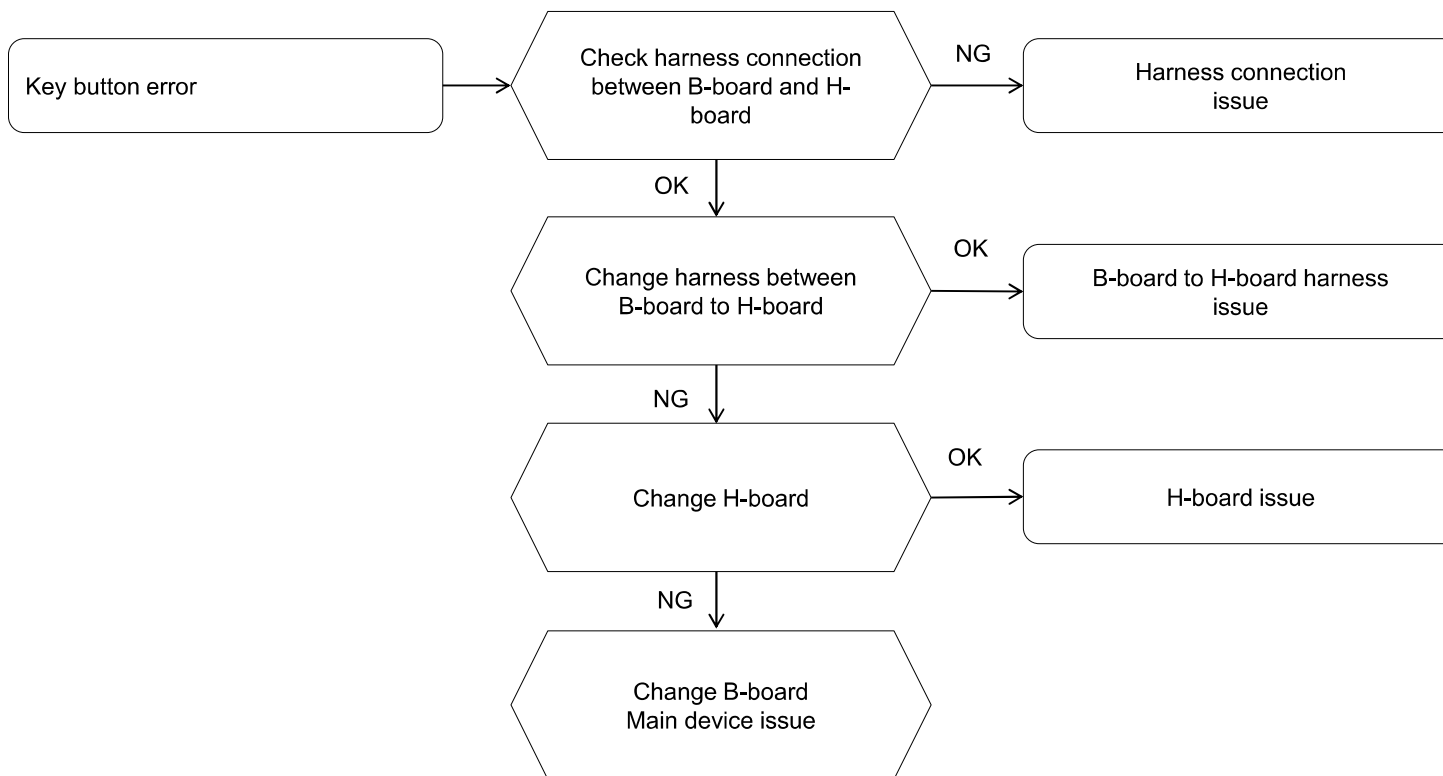 Key button error
Check harness connection
between B-board and H-
board
NG
Harness connection
issue
OK
Change harness between
B-board to H-board
OK
B-board to H-board harness
issue
NG
Change H-board
OK
H-board issue
NG
Change B-board
Main device issue